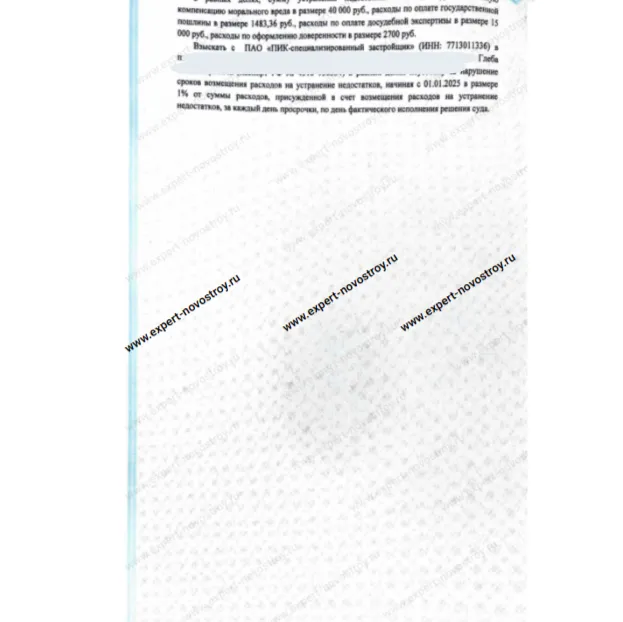 компенсацию морального вреда в размере 40 000 руб., расходы по оплате государственной
пошлины в размере 1483,36 руб., расходы по оплате досудебной экспертизы в размере 15
000 руб., расходы по оформлению доверенности в размере 2700 руб.
Взыскать с ПАО «ПИК-специализированный застройщик» (ИНН: 7713011336) в
п Глеба
нарушение
сроков возмещения расходов на устранение недостатков, начиная с 01.01.2025 в размере
1% от суммы расходов, присужденной в счет возмещения расходов на устранение
недостатков, за каждый день просрочки, по день фактического исполнения решения суда.
www.expert-novostroy.ru
www.expert-novostroy.ru
www.expert-novostroy.ru